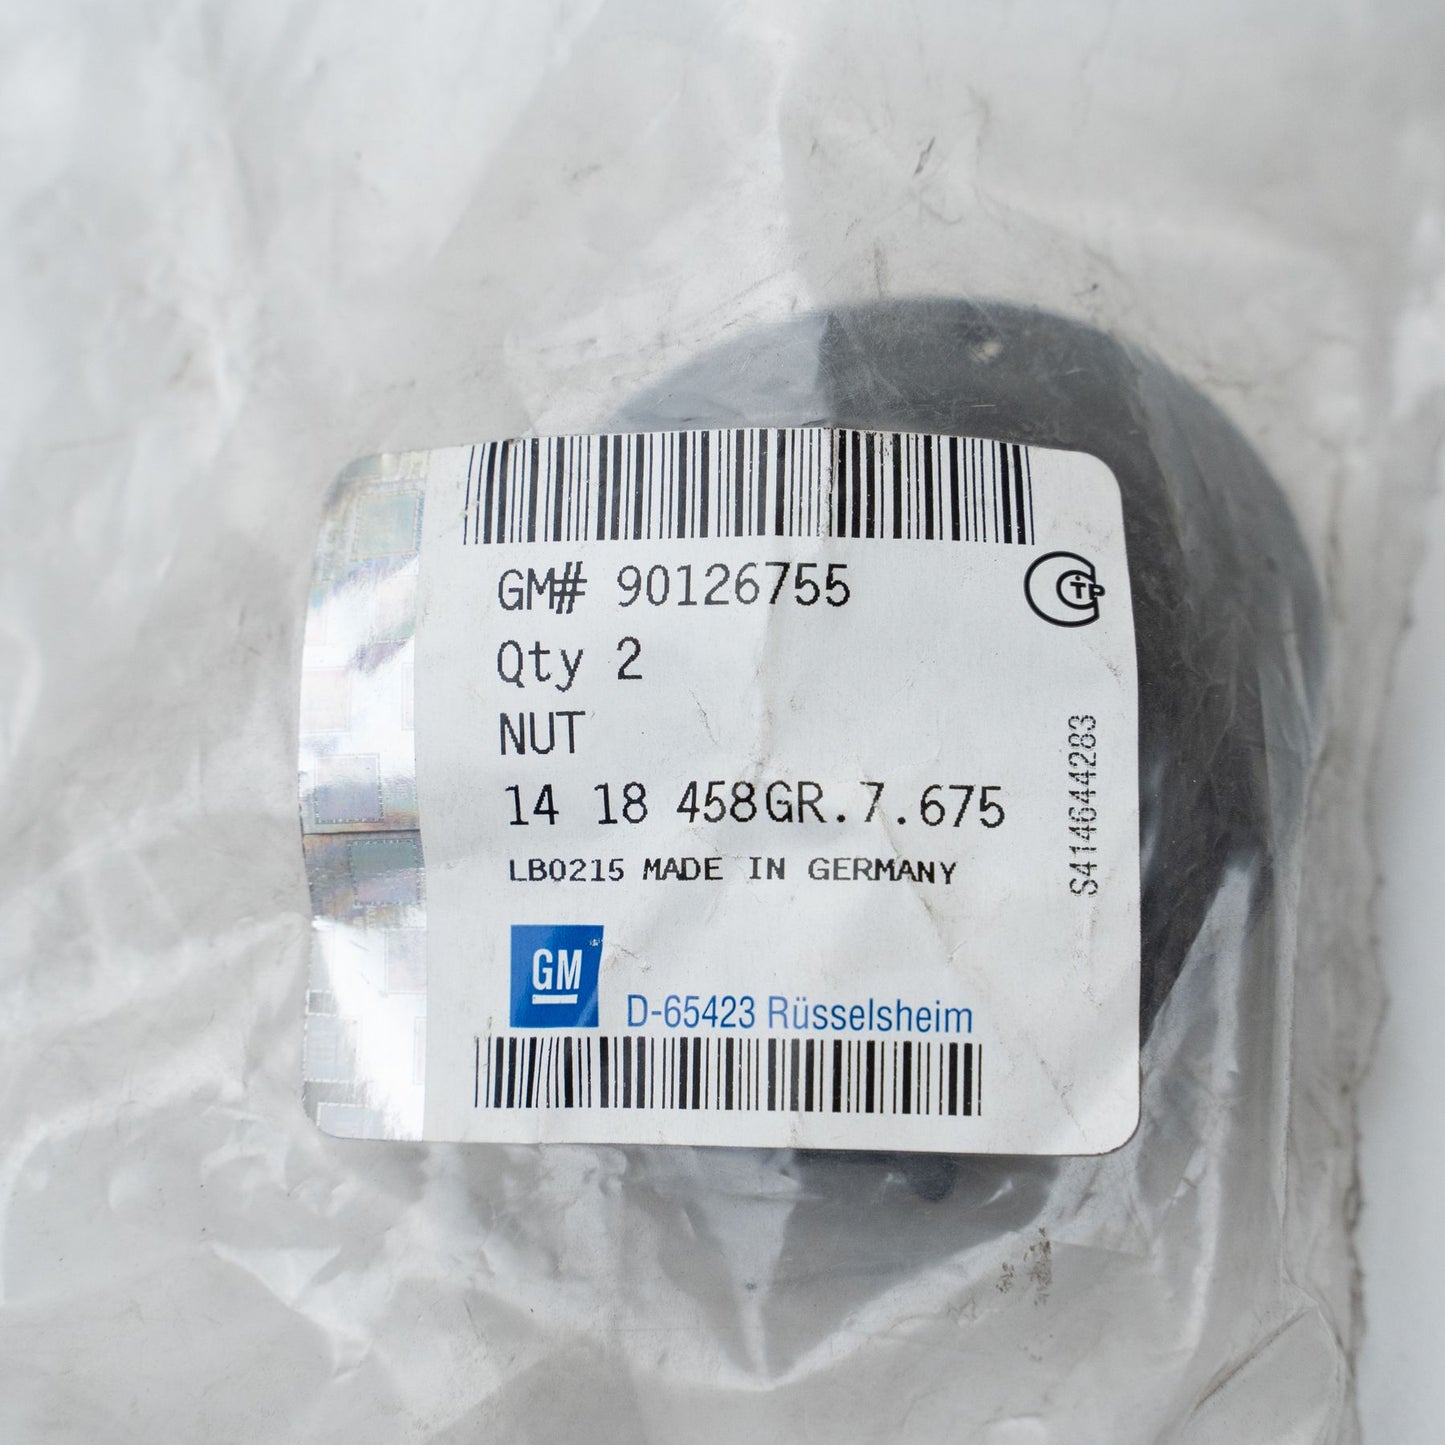 GM# 90126755
Qty 2
NUT
14 18 458GR.7.675
LB0215 MADE IN GERMANY
GM
D-65423 Rüsselsheim
S414644283